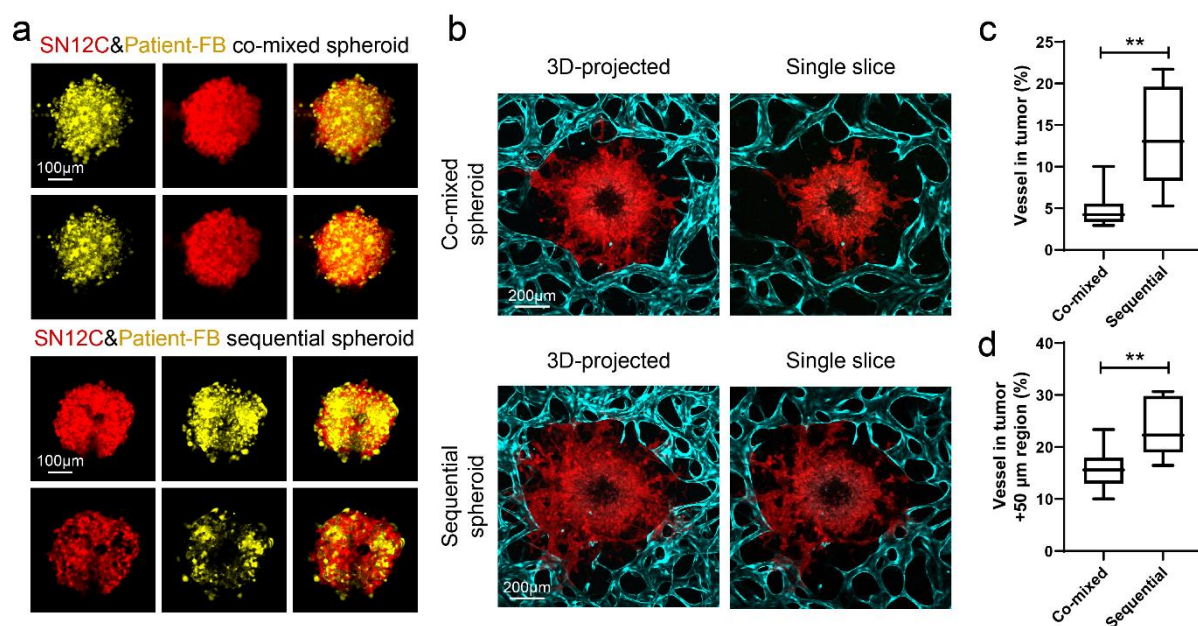 a
SN12C&Patient-FB co-mixed spheroid
100µm
SN12C&Patient-FB sequential spheroid
100µm
b
3D-projected
Single slice
Co-mixed
spheroid
200µm
3D-projected
Single slice
Sequential
spheroid
200µm
c
**
Vessel in tumor (%)
25
20
15
10
5
0
Co-mixed
Sequential
d
**
Vessel in tumor
+50 µm region (%)
40
30
20
10
0
Co-mixed
Sequential